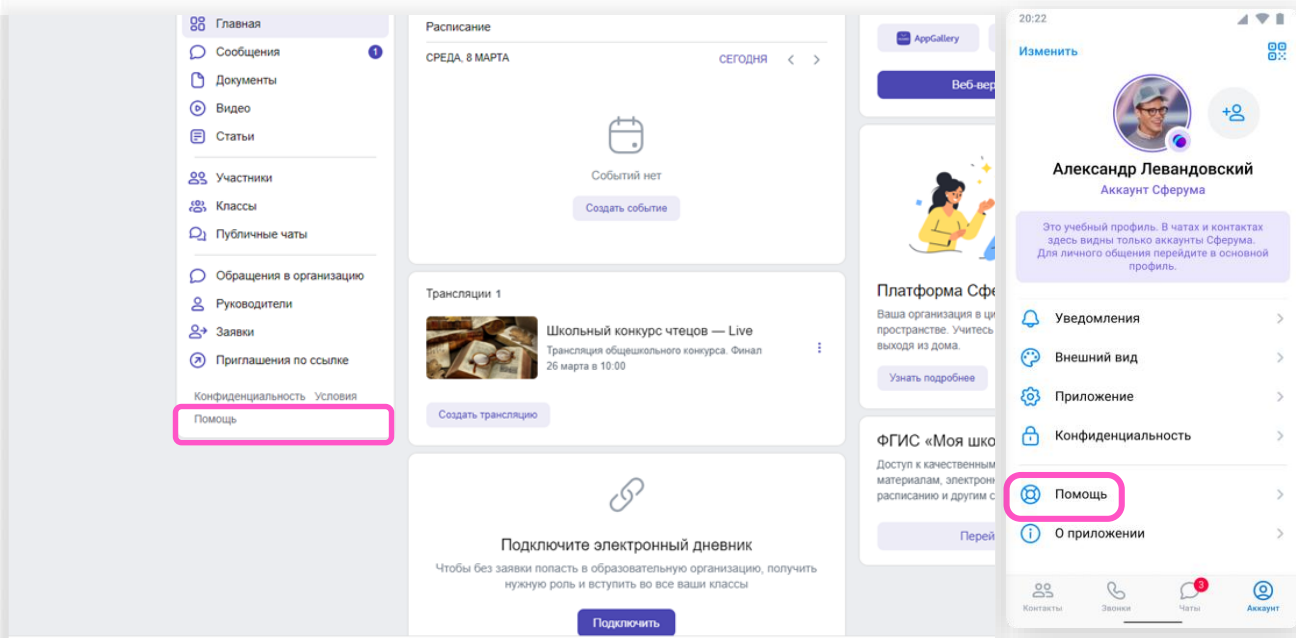 Главная
Сообщения 1
Документы
Видео
Статьи
Участники
Классы
Публичные чаты
Обращения в организацию
Руководители
Заявки
Приглашения по ссылке
Конфиденциальность Условия
Помощь
Расписание
СРЕДА, 8 МАРТА СЕГОДНЯ
Событий нет
Создать событие
Трансляции 1
Школьный конкурс чтецов — Live
Трансляция общешкольного конкурса. Финал
26 марта в 10:00
Создать трансляцию
Подключите электронный дневник
Чтобы без заявки попасть в образовательную организацию, получить
нужную роль и вступить во все ваши классы
Подключить
AppGallery
Веб-вер
Платформа Сфе
Ваша организация в ци
пространстве. Учитесь
выходя из дома.
Узнать подробнее
ФГИС «Моя шко
Доступ к качественным
материалам, электронн
расписанию и другим с
Перей
20:22
Изменить
Александр Левандовский
Аккаунт Сферума
Это учебный профиль. В чатах и контактах
здесь видны только аккаунты Сферума.
Для личного общения перейдите в основной
профиль.
Уведомления
Внешний вид
Приложение
Конфиденциальность
Помощь
О приложении
3
Контакты Звонки Чаты Аккаунт